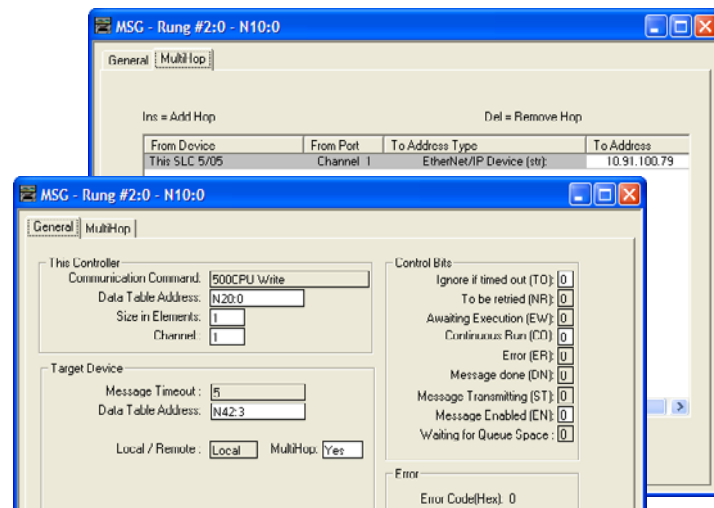 MSG - Rung #2:0 - N10:0
General MultiHop
Ins = Add Hop Del = Remove Hop
From Device From Port To Address Type To Address
This SLC 5/05 Channel 1 EtherNet/IP Device (str): 10.91.100.79
MSG - Rung #2:0 - N10:0
General MultiHop
This Controller
Communication Command: 500CPU Write
Data Table Address: N20:0
Size in Elements: 1
Channel: 1
Target Device
Message Timeout : 5
Data Table Address: N42:3
Local / Remote : Local MultiHop: Yes
Control Bits
Ignore if timed out (TO): 0
To be retried (NR): 0
Awaiting Execution (EW): 0
Continuous Run (CO): 0
Error (ER): 0
Message done (DN): 0
Message Transmitting (ST): 0
Message Enabled (EN): 0
Waiting for Queue Space : 0
Error
Error Code(Hex): 0